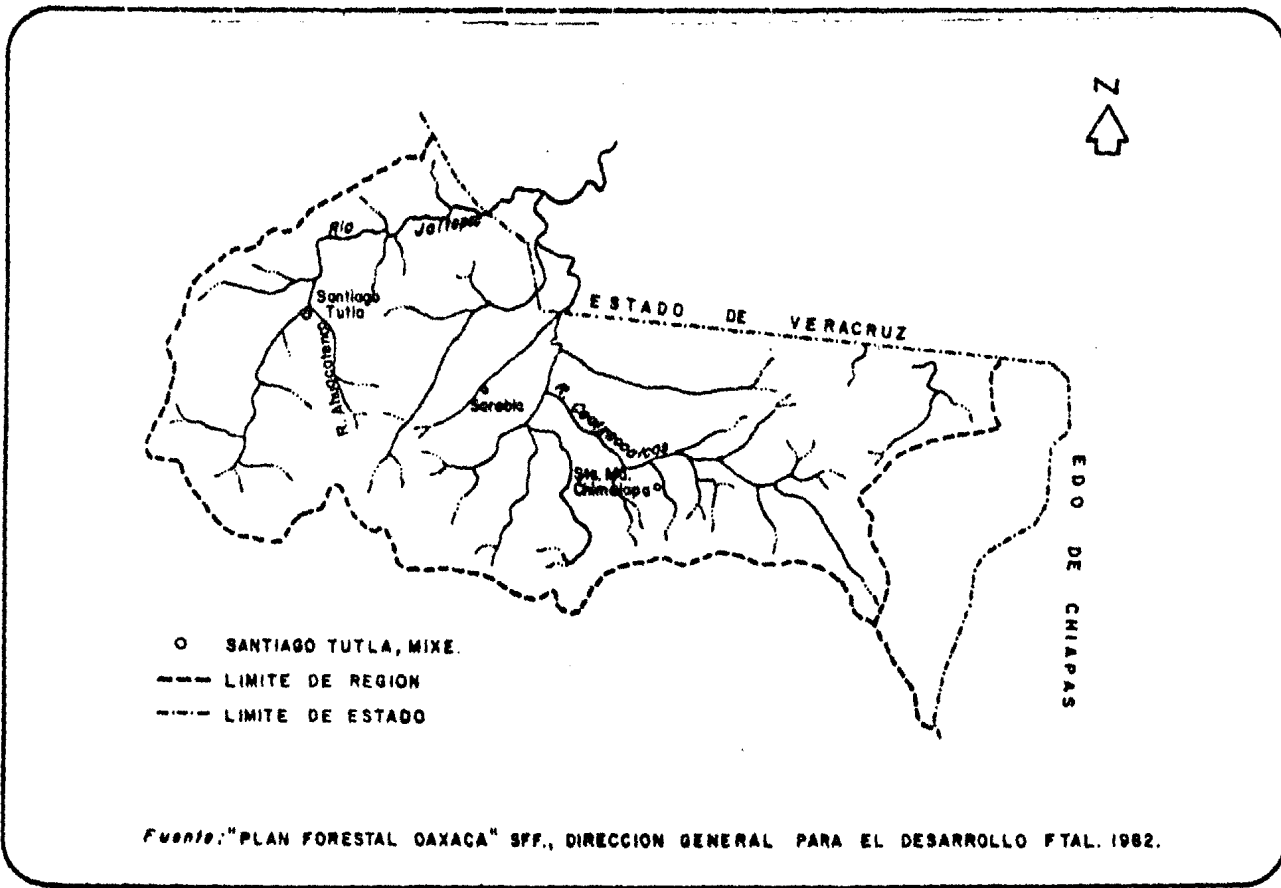 N
Río Jaltepec
Santiago
Tutla
R. Ahuacatengo
ESTADO DE VERACRUZ
Sarabia
R. Coatzacoalcos
Sta. Ma.
Chimalapa
EDO DE CHIAPAS
SANTIAGO TUTLA, MIXE.
LIMITE DE REGION
LIMITE DE ESTADO
Fuente: "PLAN FORESTAL OAXACA" SFF., DIRECCION GENERAL PARA EL DESARROLLO FTAL. 1982.